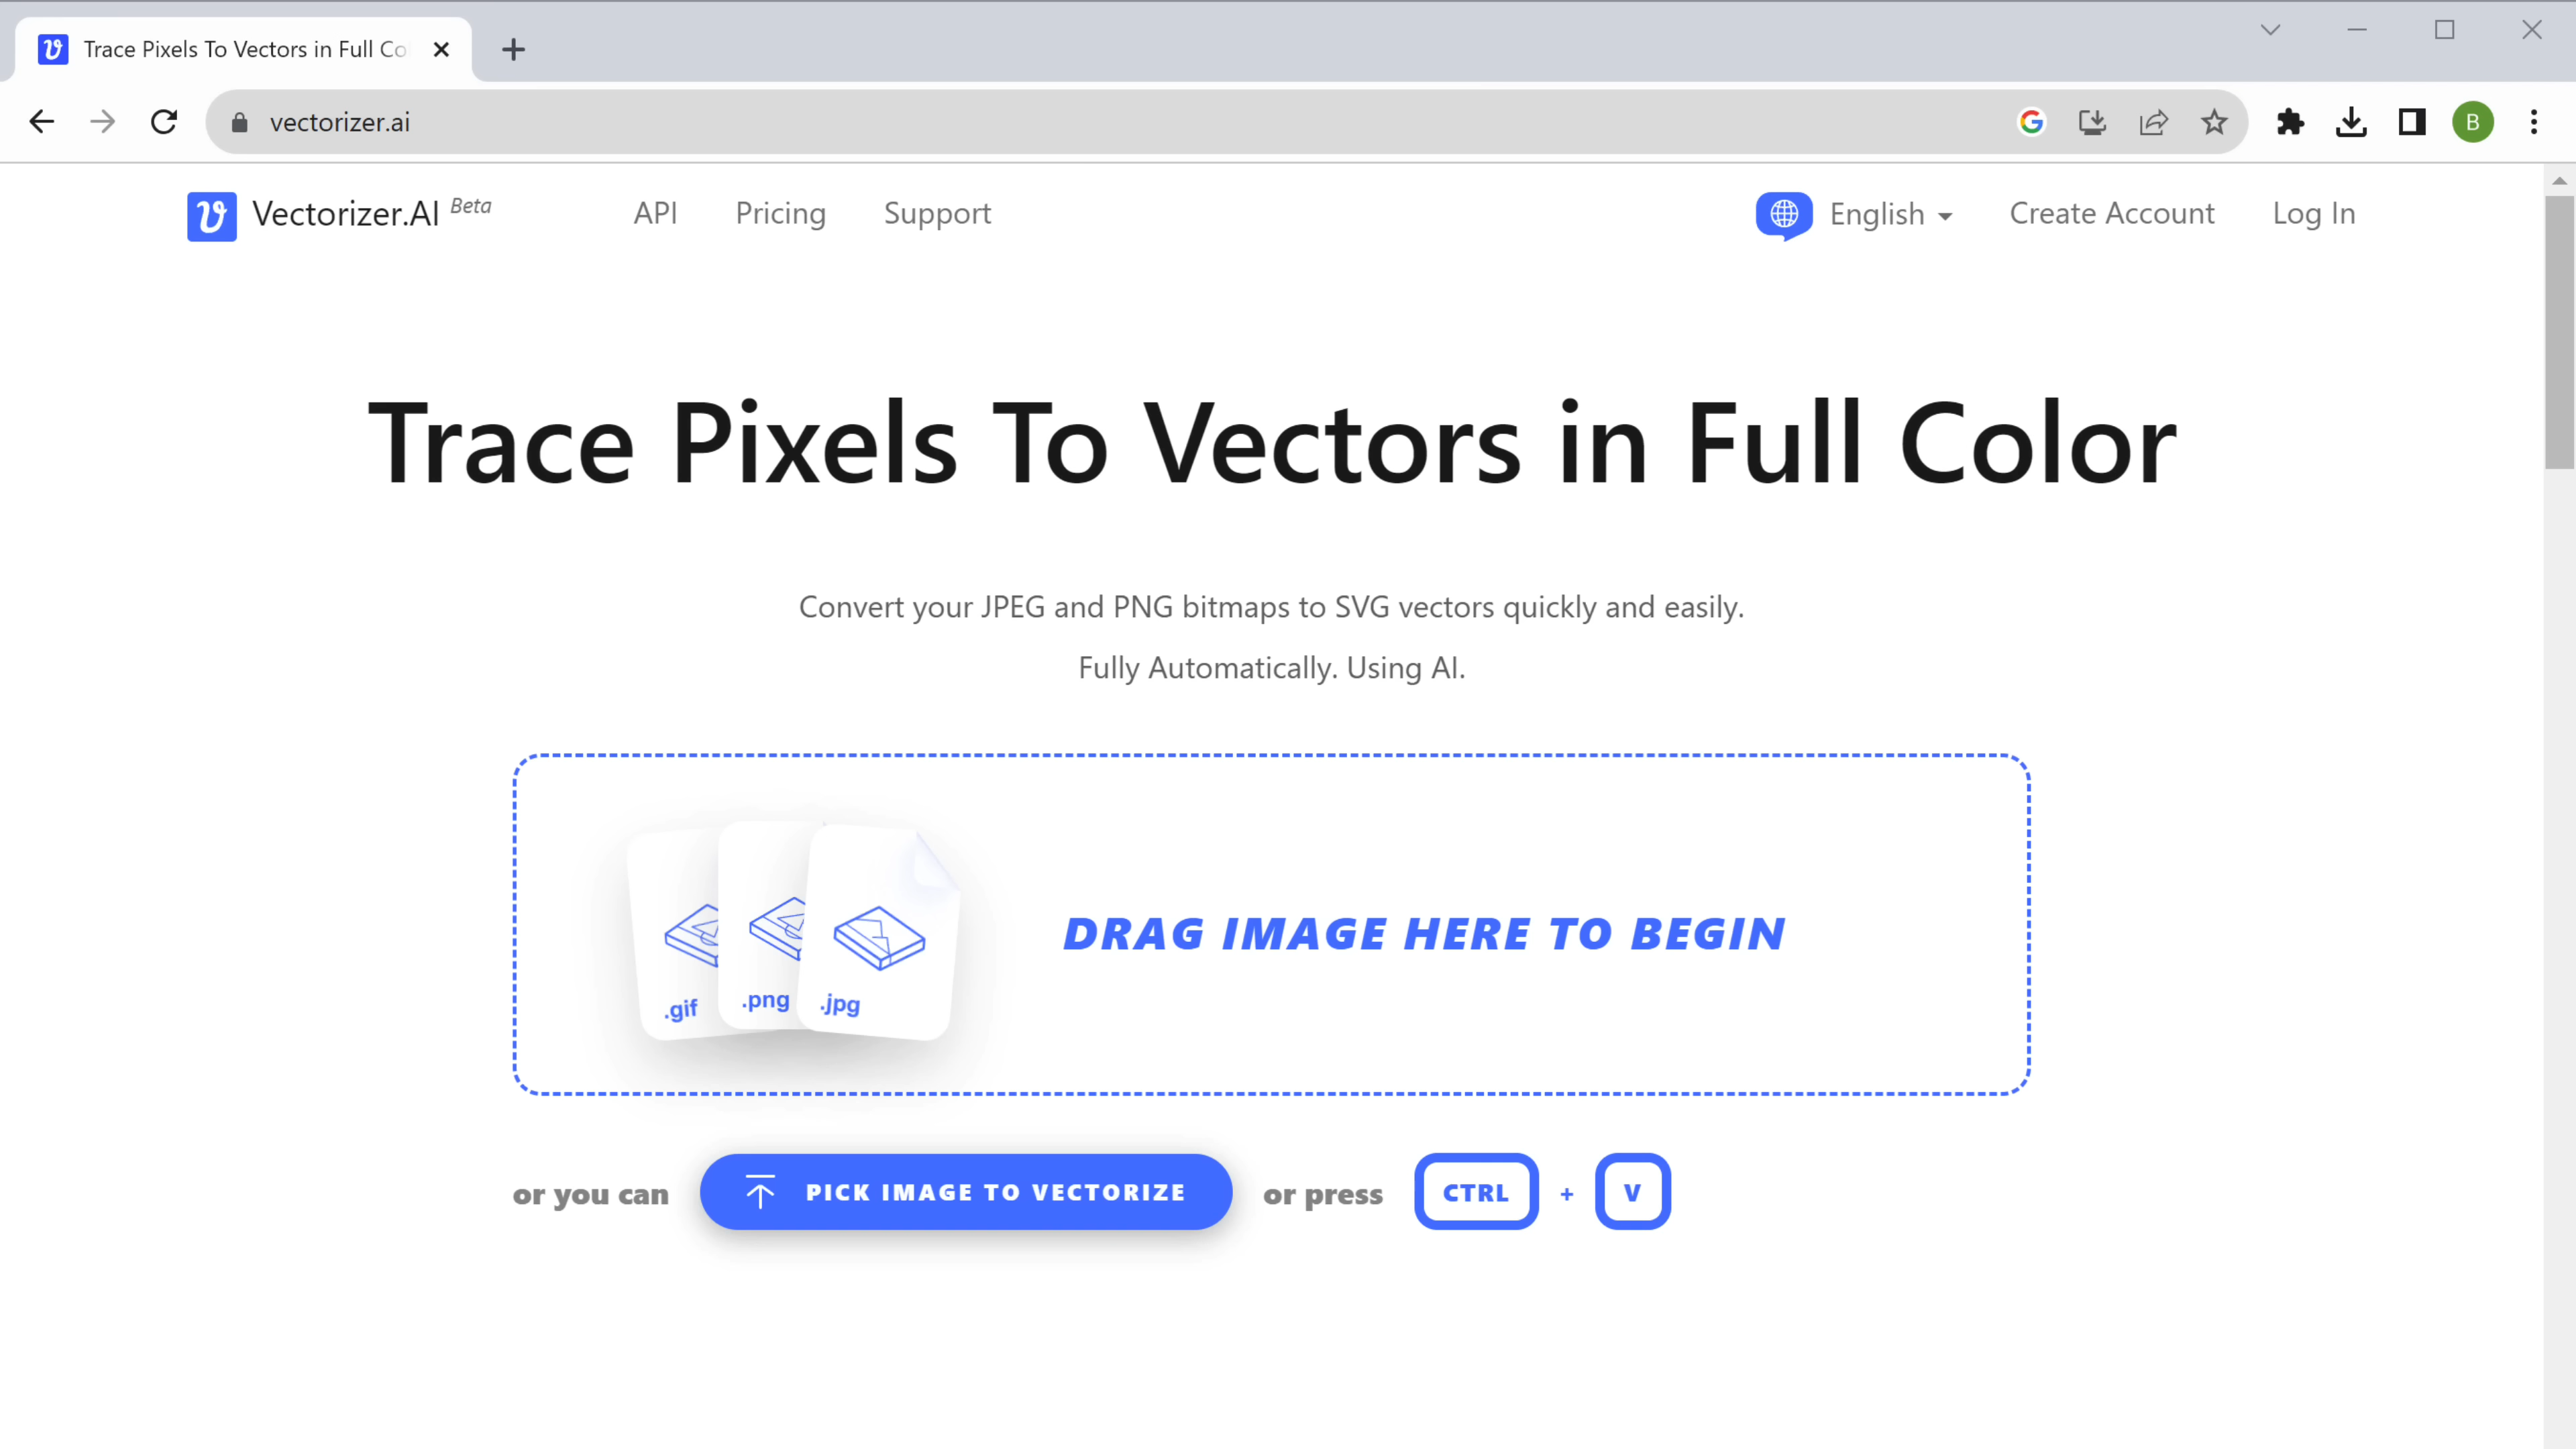 Trace Pixels To Vectors in Full Co
vectorizer.ai
B
Vectorizer.AI Beta
API Pricing Support
English Create Account Log In
Trace Pixels To Vectors in Full Color
Convert your JPEG and PNG bitmaps to SVG vectors quickly and easily.
Fully Automatically. Using AI.
.gif .png .jpg
DRAG IMAGE HERE TO BEGIN
or you can PICK IMAGE TO VECTORIZE or press CTRL + V